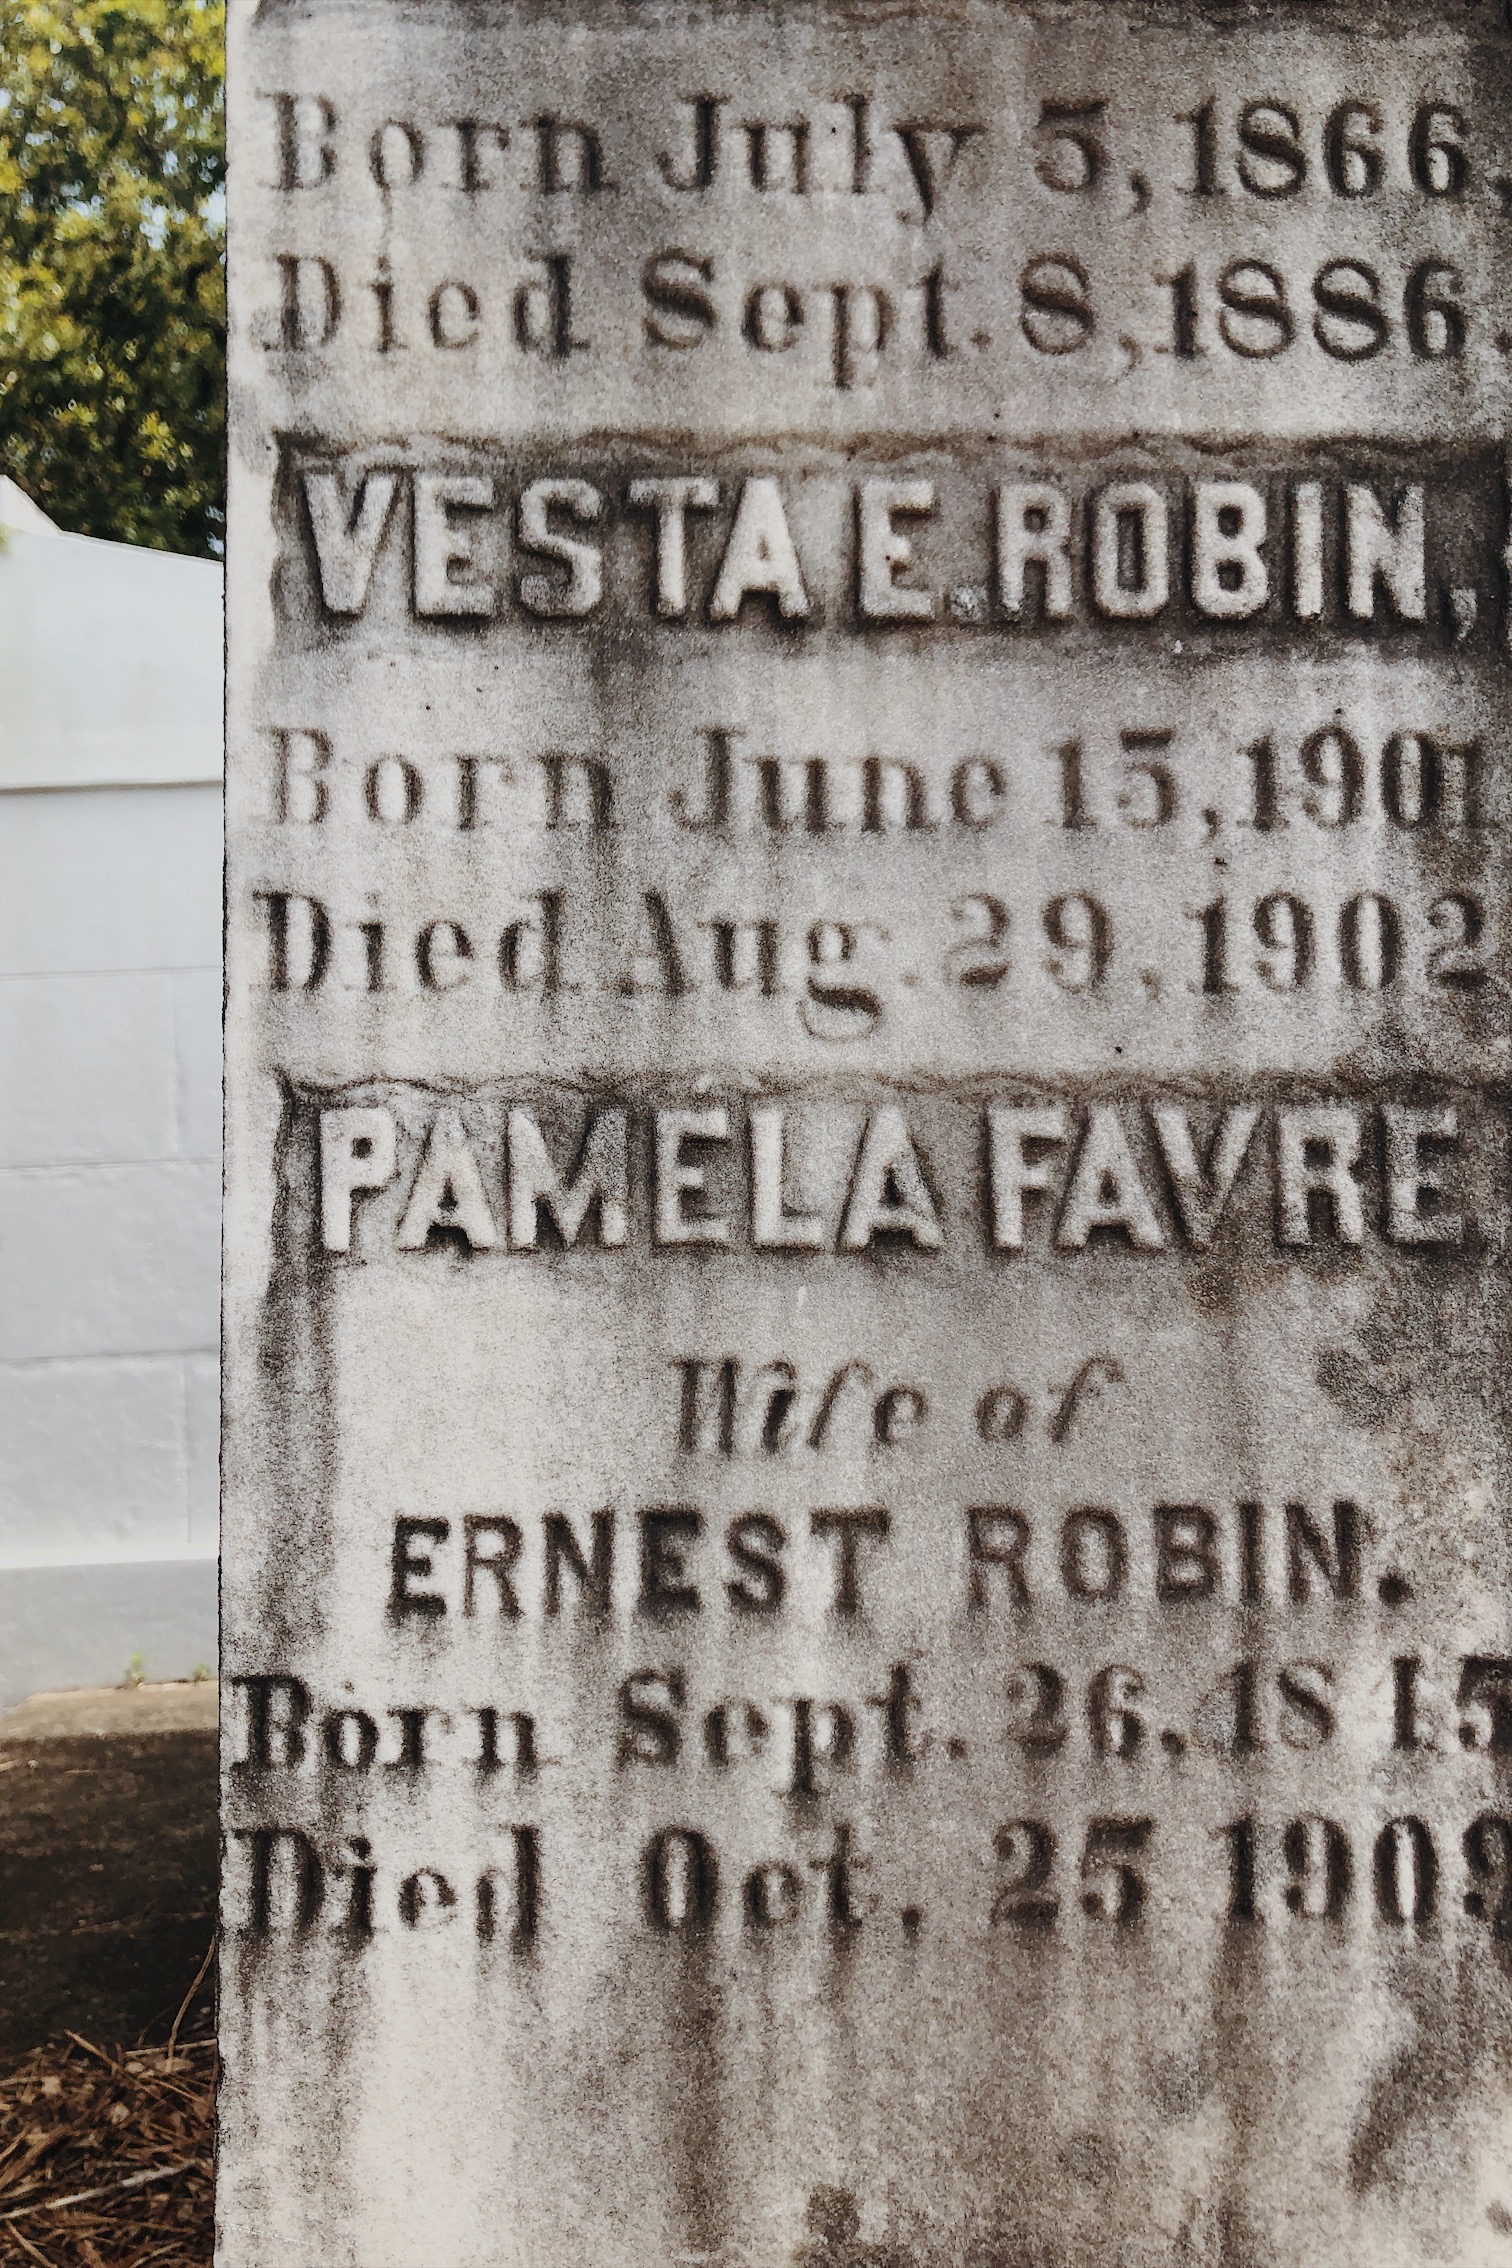 Born July 5, 1866.
Died Sept. 8, 1886.
VESTA E. ROBIN,
Born June 15, 1901
Died Aug. 29, 1902
PAMELA FAVRE
Wife of
ERNEST ROBIN.
Born Sept. 26. 1845
Died Oct. 25 1909